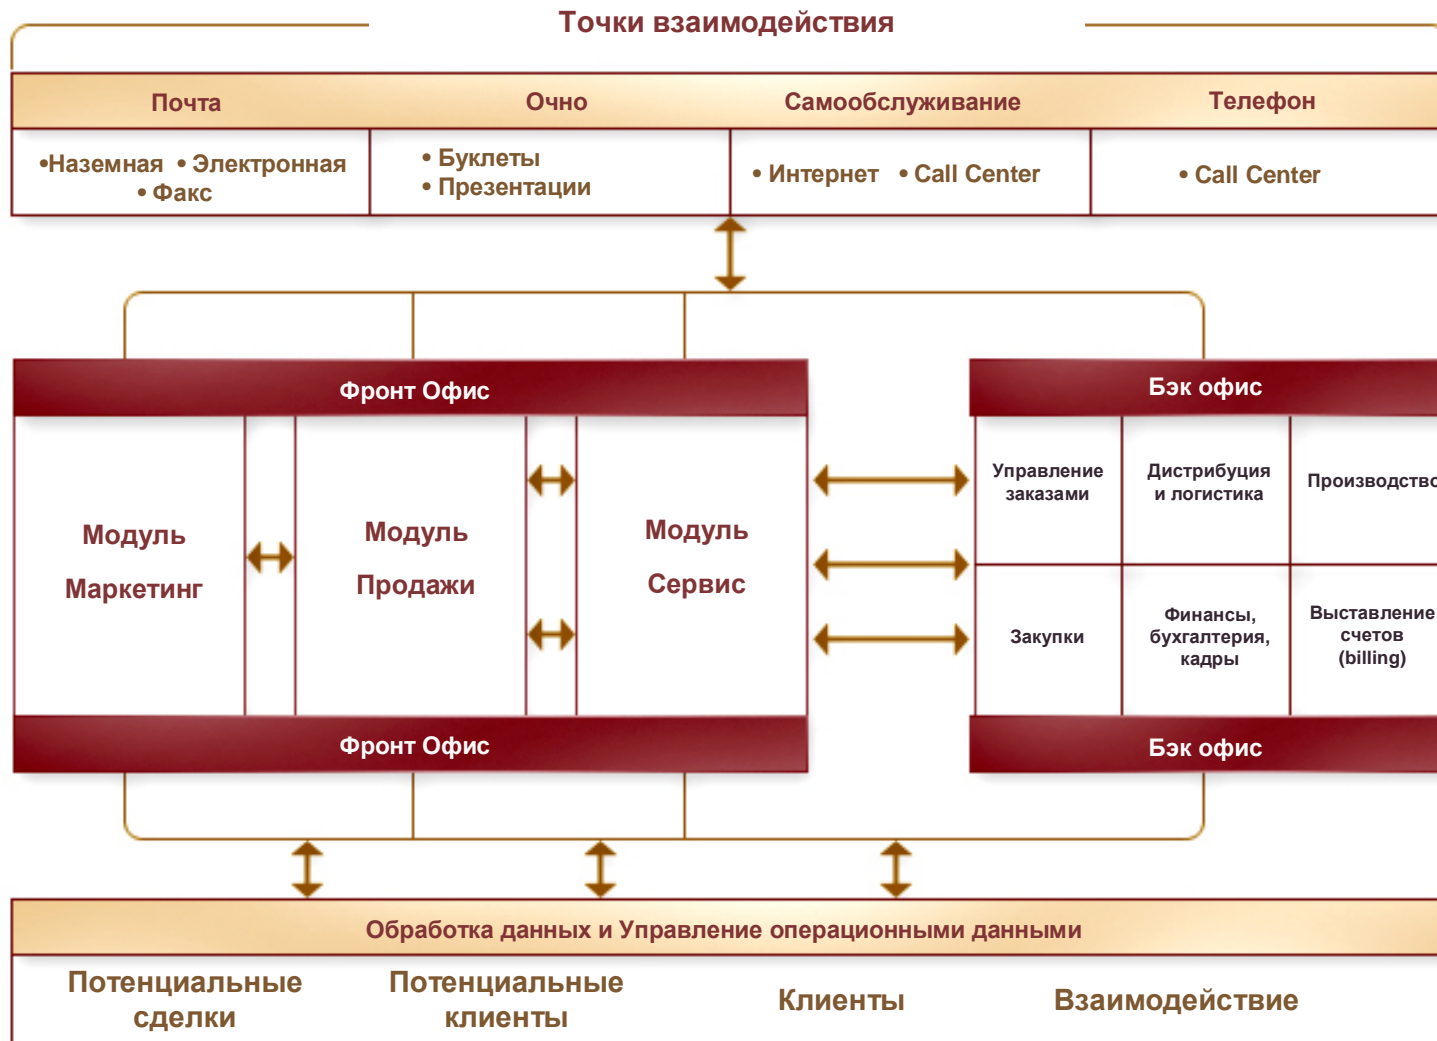 Точки взаимодействия
Почта
Очно
Самообслуживание
Телефон
•Наземная • Электронная
• Факс
• Буклеты
• Презентации
• Интернет • Call Center
• Call Center
Фронт Офис
Бэк офис
Модуль
Маркетинг
Модуль
Продажи
Модуль
Сервис
Управление
заказами
Дистрибуция
и логистика
Производство
Закупки
Финансы,
бухгалтерия,
кадры
Выставление
счетов
(billing)
Фронт Офис
Бэк офис
Обработка данных и Управление операционными данными
Потенциальные
сделки
Потенциальные
клиенты
Клиенты
Взаимодействие